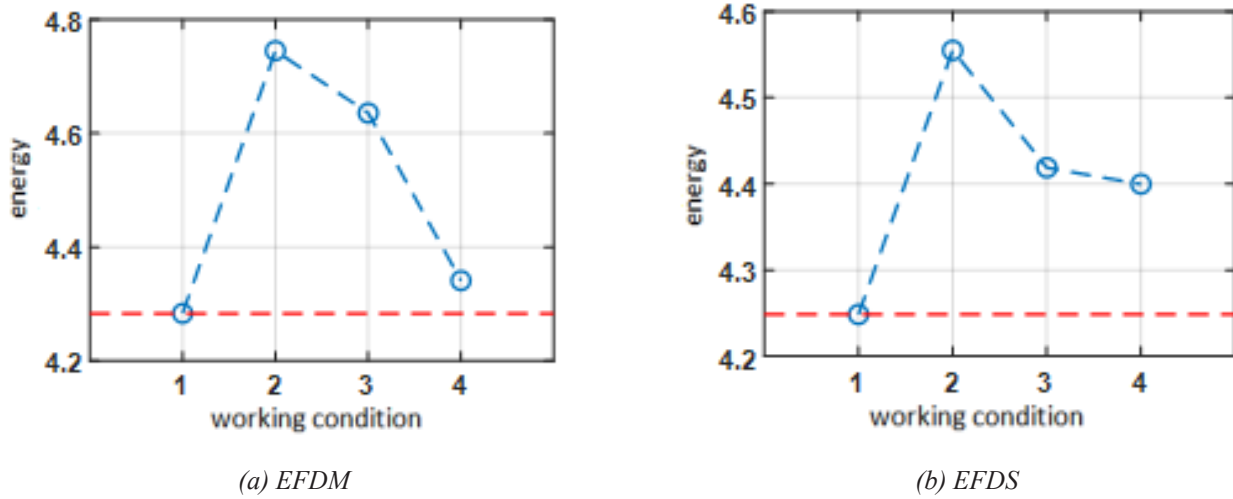 4.8
4.6
4.4
4.2
energy
1 2 3 4
working condition
(a) EFDM
4.6
4.5
4.4
4.3
4.2
energy
1 2 3 4
working condition
(b) EFDS